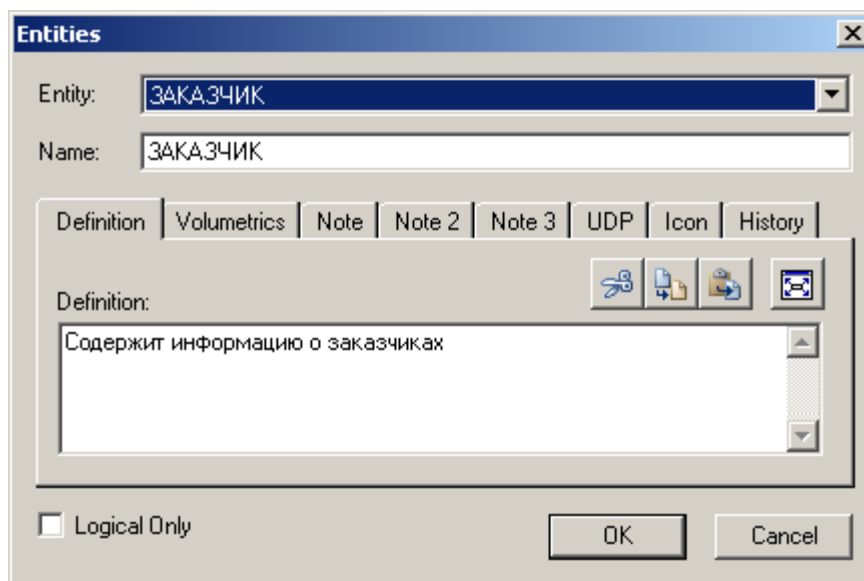 Entities
Entity: ЗАКАЗЧИК
Name: ЗАКАЗЧИК
Definition Volumetrics Note Note 2 Note 3 UDP Icon History
Definition:
Содержит информацию о заказчиках
Logical Only OK Cancel